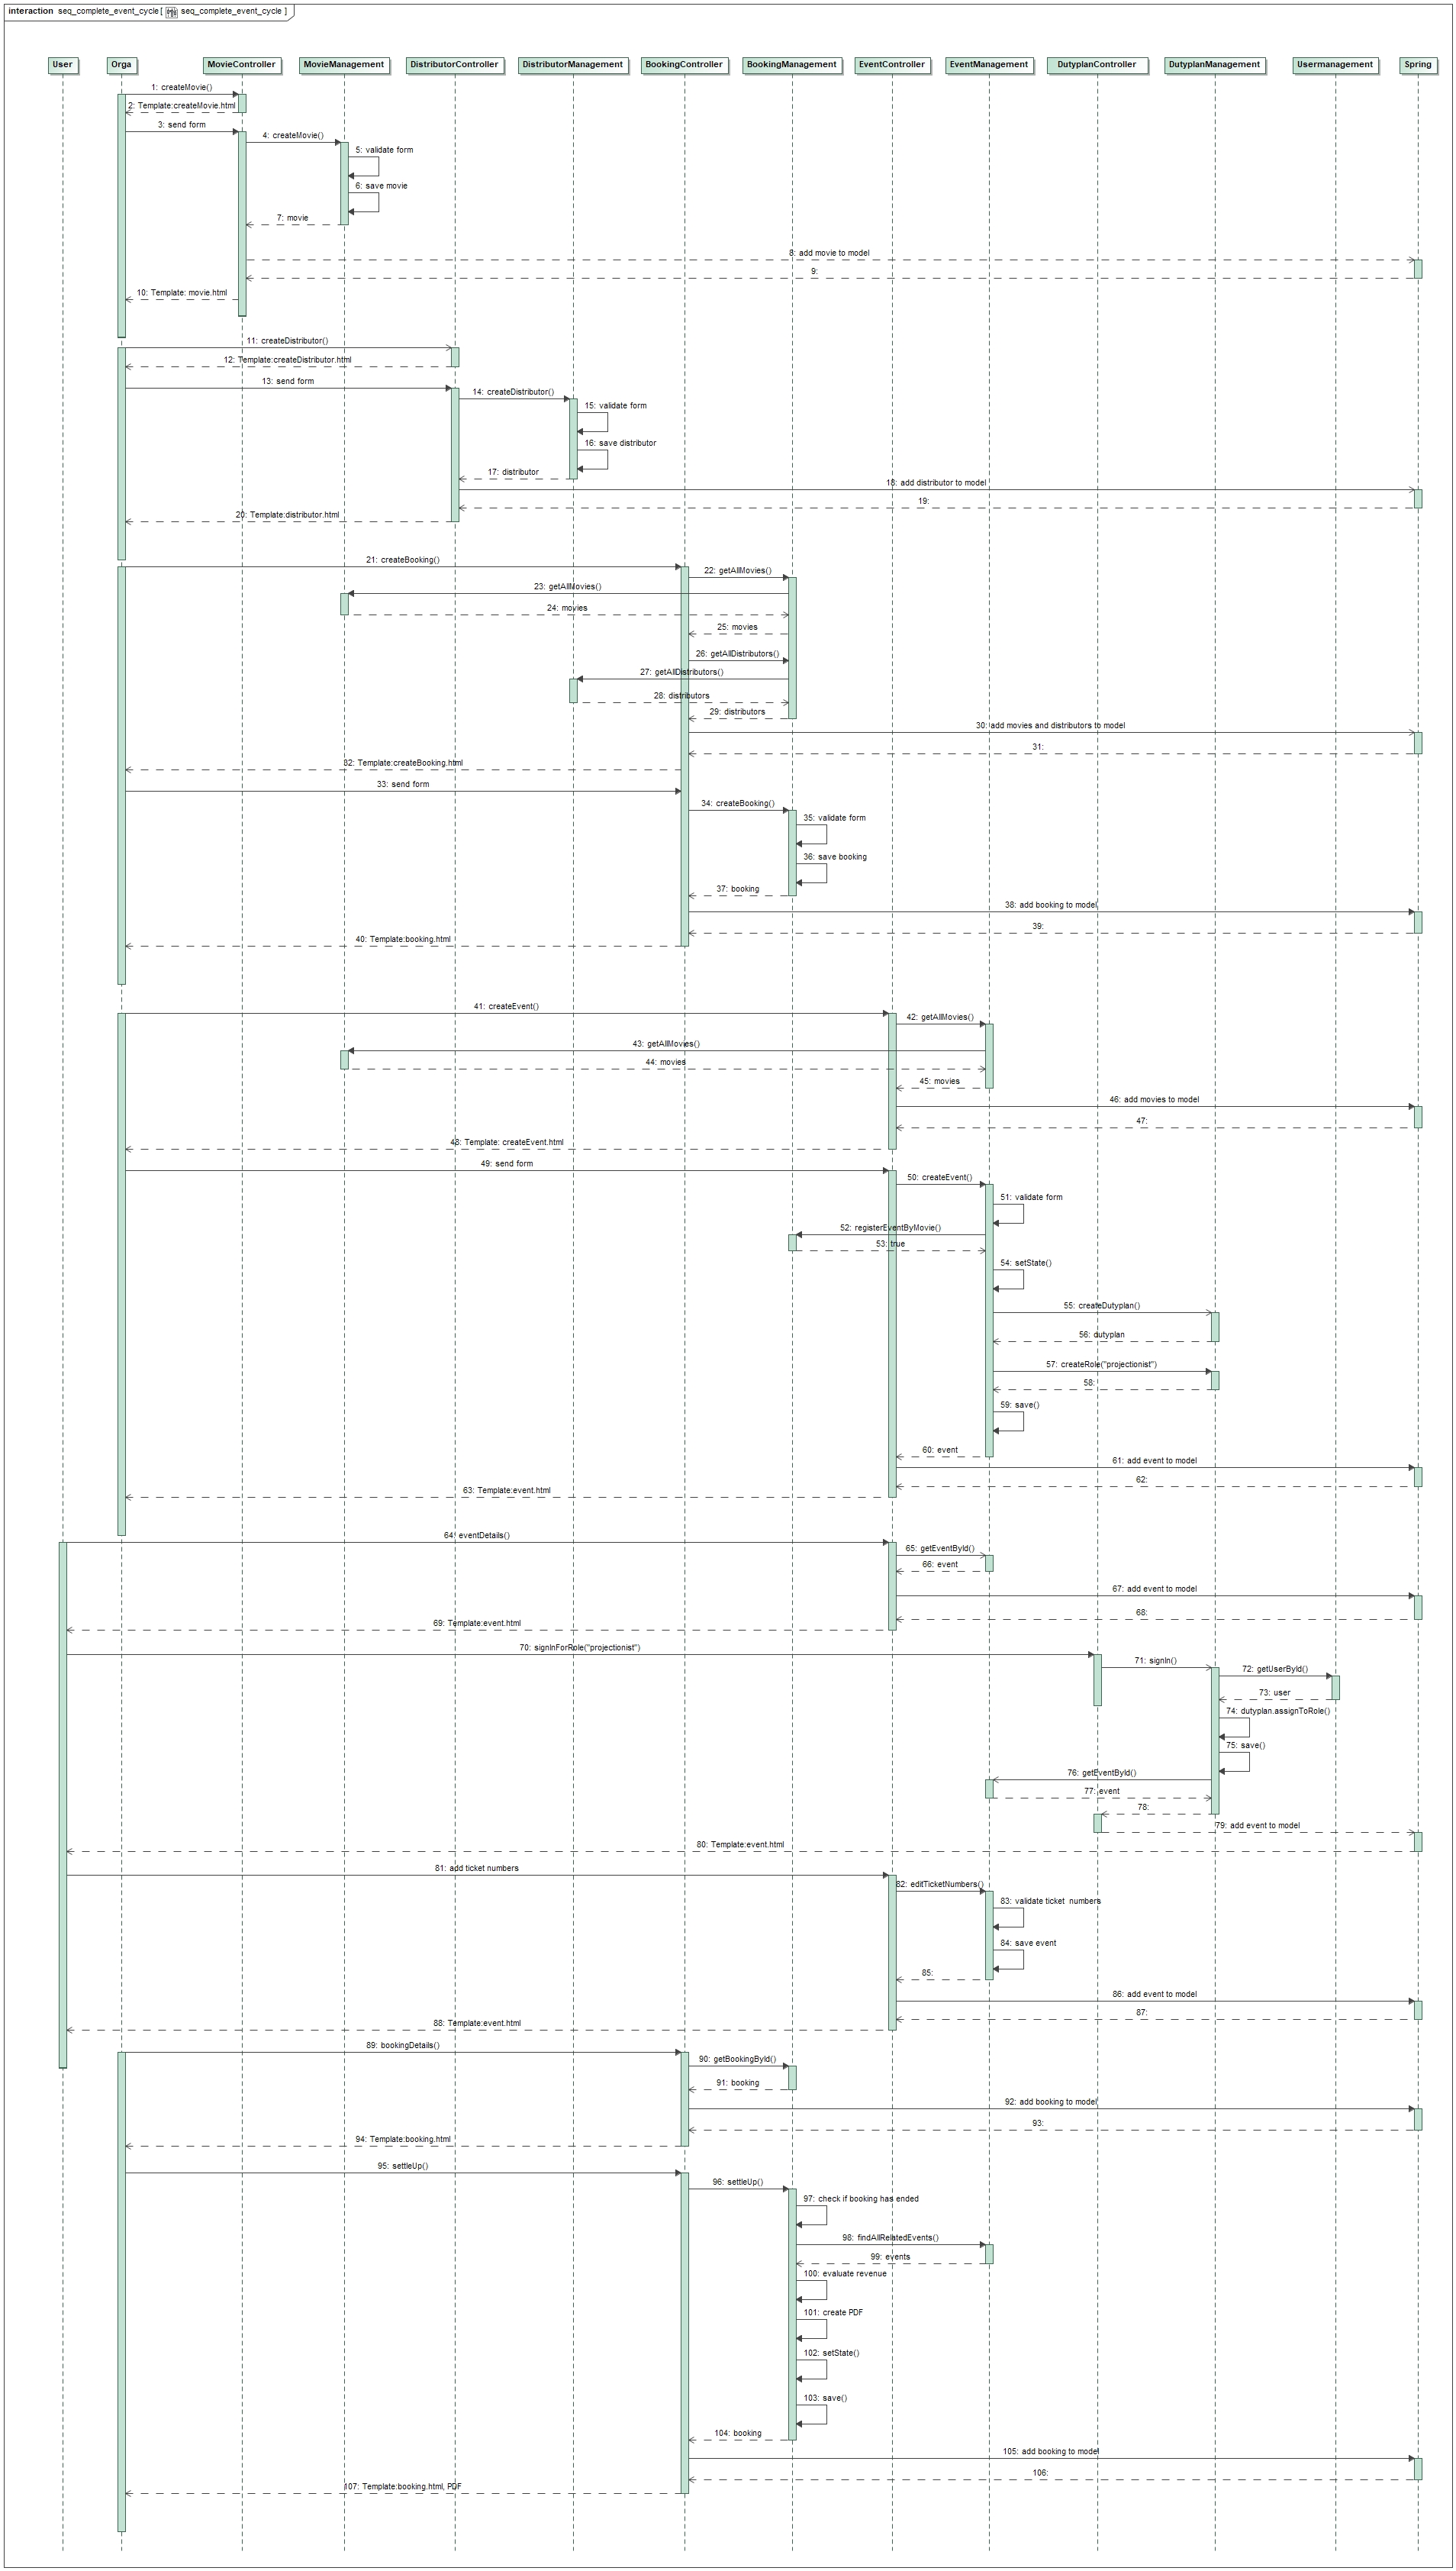 interaction seq_complete_event_cycle [ seq_complete_event_cycle ]
User Orga MovieController MovieManagement DistributorController DistributorManagement BookingController BookingManagement EventController EventManagement DutyplanController DutyplanManagement Usermanagement Spring
1: createMovie()
2: Template:createMovie.html
3: send form
4: createMovie()
5: validate form
6: save movie
7: movie
8: add movie to model
9:
10: Template: movie.html
11: createDistributor()
12: Template:createDistributor.html
13: send form
14: createDistributor()
15: validate form
16: save distributor
17: distributor
18: add distributor to model
19:
20: Template:distributor.html
21: createBooking()
22: getAllMovies()
23: getAllMovies()
24: movies
25: movies
26: getAllDistributors()
27: getAllDistributors()
28: distributors
29: distributors
30: add movies and distributors to model
31:
32: Template:createBooking.html
33: send form
34: createBooking()
35: validate form
36: save booking
37: booking
38: add booking to model
39:
40: Template:booking.html
41: createEvent()
42: getAllMovies()
43: getAllMovies()
44: movies
45: movies
46: add movies to model
47:
48: Template: createEvent.html
49: send form
50: createEvent()
51: validate form
52: registerEventByMovie()
53: true
54: setState()
55: createDutyplan()
56: dutyplan
57: createRole("projectionist")
58:
59: save()
60: event
61: add event to model
62:
63: Template:event.html
64: eventDetails()
65: getEventById()
66: event
67: add event to model
68:
69: Template:event.html
70: signInForRole("projectionist")
71: signIn()
72: getUserById()
73: user
74: dutyplan.assignToRole()
75: save()
76: getEventById()
77: event
78:
79: add event to model
80: Template:event.html
81: add ticket numbers
82: editTicketNumbers()
83: validate ticket numbers
84: save event
85:
86: add event to model
87:
88: Template:event.html
89: bookingDetails()
90: getBookingById()
91: booking
92: add booking to model
93:
94: Template:booking.html
95: settleUp()
96: settleUp()
97: check if booking has ended
98: findAllRelatedEvents()
99: events
100: evaluate revenue
101: create PDF
102: setState()
103: save()
104: booking
105: add booking to model
106:
107: Template:booking.html, PDF